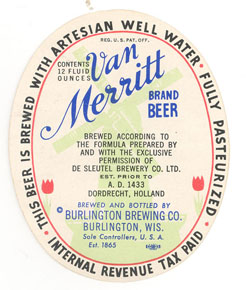 THIS BEER IS BREWED WITH ARTESIAN WELL WATER · FULLY PASTEURIZED
REG. U.S. PAT. OFF.
CONTENTS
12 FLUID
OUNCES
Van
Merritt
BRAND
BEER
BREWED ACCORDING TO
THE FORMULA PREPARED BY
AND WITH THE EXCLUSIVE
PERMISSION OF
DE SLEUTEL BREWERY CO. LTD.
EST. PRIOR TO
A. D. 1433
DORDRECHT, HOLLAND
BREWED AND BOTTLED BY
© BURLINGTON BREWING CO.
BURLINGTON, WIS.
Sole Controllers, U. S. A.
Est. 1865
· INTERNAL REVENUE TAX PAID ·